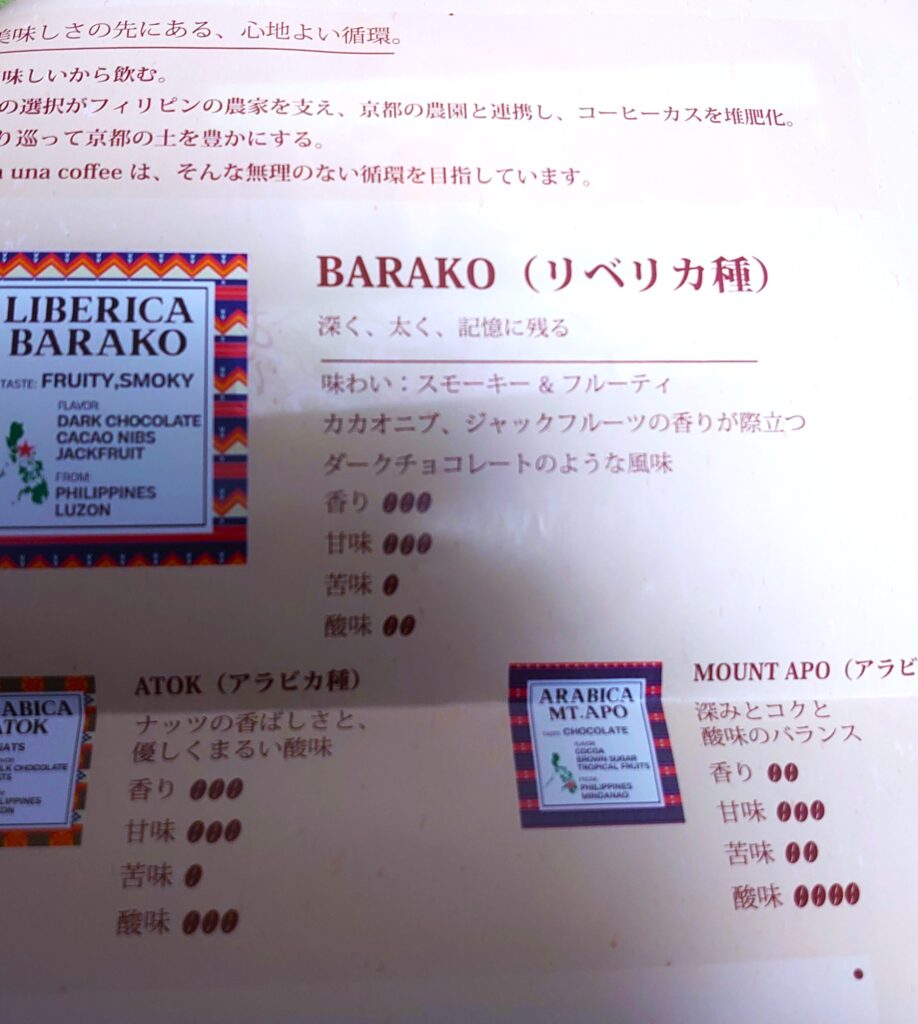 味しさの先にある、心地よい循環。
味しいから飲む。
の選択がフィリピンの農家を支え、京都の農園と連携し、コーヒーカスを堆肥化。
り巡って京都の土を豊かにする。
una coffee は、そんな無理のない循環を目指しています。
LIBERICA
BARAKO
TASTE: FRUITY,SMOKY
FLAVOR:
DARK CHOCOLATE
CACAO NIBS
JACKFRUIT
FROM:
PHILIPPINES
LUZON
BARAKO（リベリカ種）
深く、太く、記憶に残る
味わい：スモーキー & フルーティ
カカオニブ、ジャックフルーツの香りが際立つ
ダークチョコレートのような風味
香り
甘味
苦味
酸味
ABICA
ATOK
LK CHOCOLATE
ATOK（アラビカ種）
ナッツの香ばしさと、
優しくまるい酸味
香り
甘味
苦味
酸味
ARABICA
MT.APO
TASTE: CHOCOLATE
FLAVOR:
COCOA
BROWN SUGAR
TROPICAL FRUITS
FROM:
PHILIPPINES
MINDANAO
MOUNT APO（アラビ
深みとコクと
酸味のバランス
香り
甘味
苦味
酸味